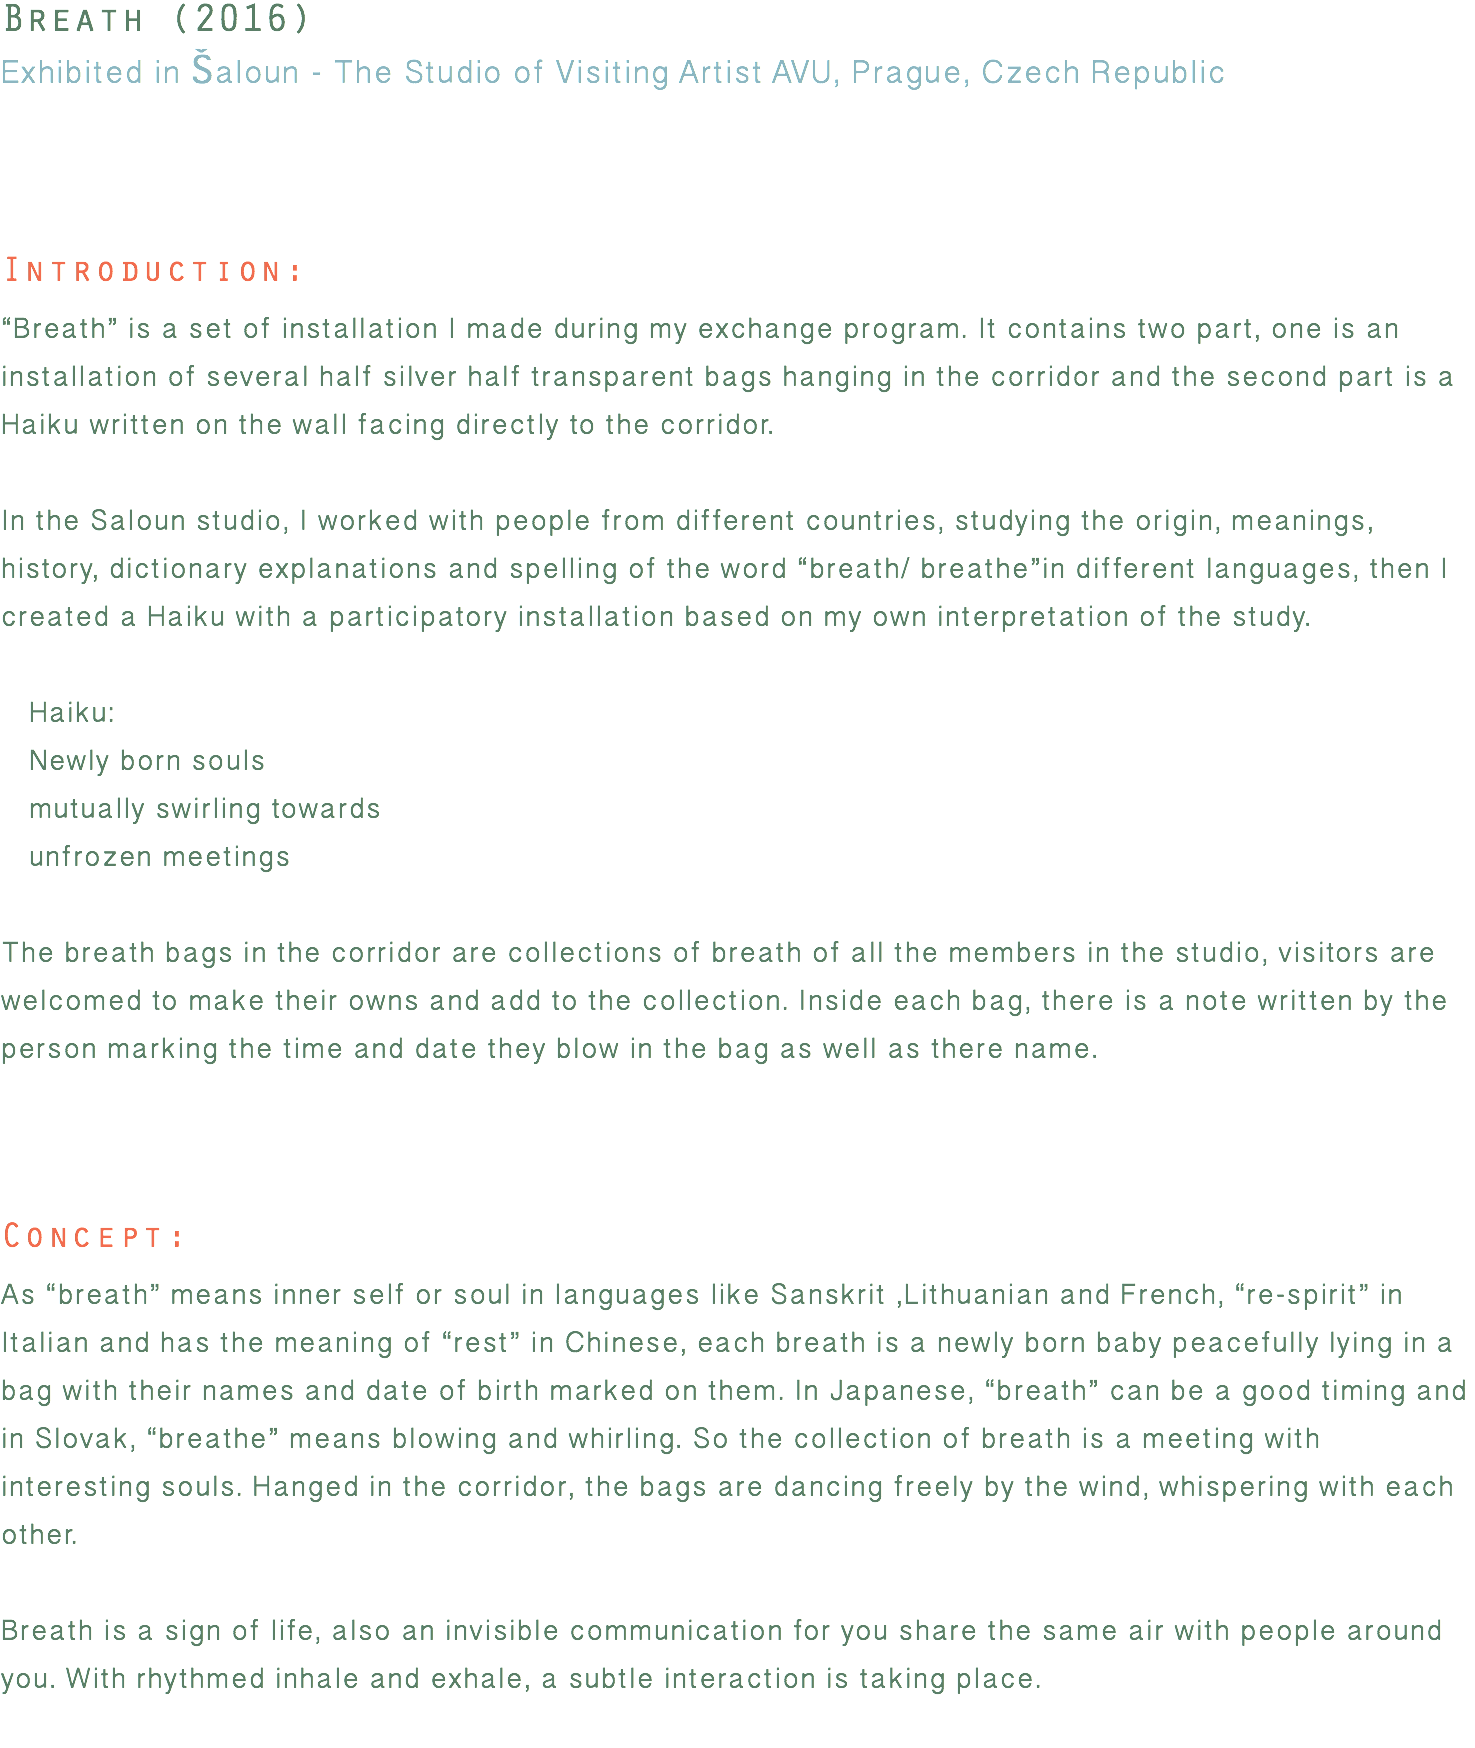 Breath (2016)
Exhibited in Šaloun - The Studio of Visiting Artist AVU, Prague, Czech Republic
Introduction:
“Breath” is a set of installation I made during my exchange program. It contains two part, one is an
installation of several half silver half transparent bags hanging in the corridor and the second part is a
Haiku written on the wall facing directly to the corridor.
In the Saloun studio, I worked with people from different countries, studying the origin, meanings,
history, dictionary explanations and spelling of the word “breath/ breathe”in different languages, then I
created a Haiku with a participatory installation based on my own interpretation of the study.
Haiku:
Newly born souls
mutually swirling towards
unfrozen meetings
The breath bags in the corridor are collections of breath of all the members in the studio, visitors are
welcomed to make their owns and add to the collection. Inside each bag, there is a note written by the
person marking the time and date they blow in the bag as well as there name.
Concept:
As “breath” means inner self or soul in languages like Sanskrit ,Lithuanian and French, “re-spirit” in
Italian and has the meaning of “rest” in Chinese, each breath is a newly born baby peacefully lying in a
bag with their names and date of birth marked on them. In Japanese, “breath” can be a good timing and
in Slovak, “breathe” means blowing and whirling. So the collection of breath is a meeting with
interesting souls. Hanged in the corridor, the bags are dancing freely by the wind, whispering with each
other.
Breath is a sign of life, also an invisible communication for you share the same air with people around
you. With rhythmed inhale and exhale, a subtle interaction is taking place.